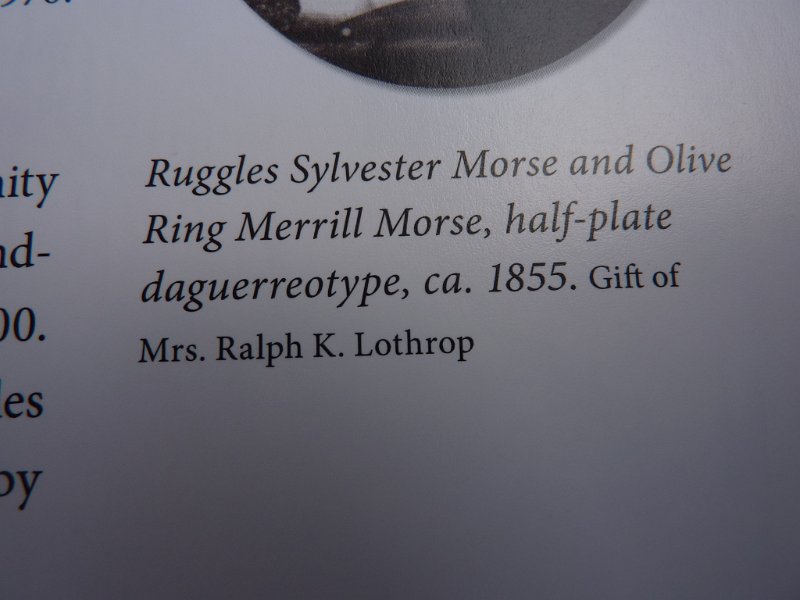 Ruggles Sylvester Morse and Olive
Ring Merrill Morse, half-plate
daguerreotype, ca. 1855. Gift of
Mrs. Ralph K. Lothrop